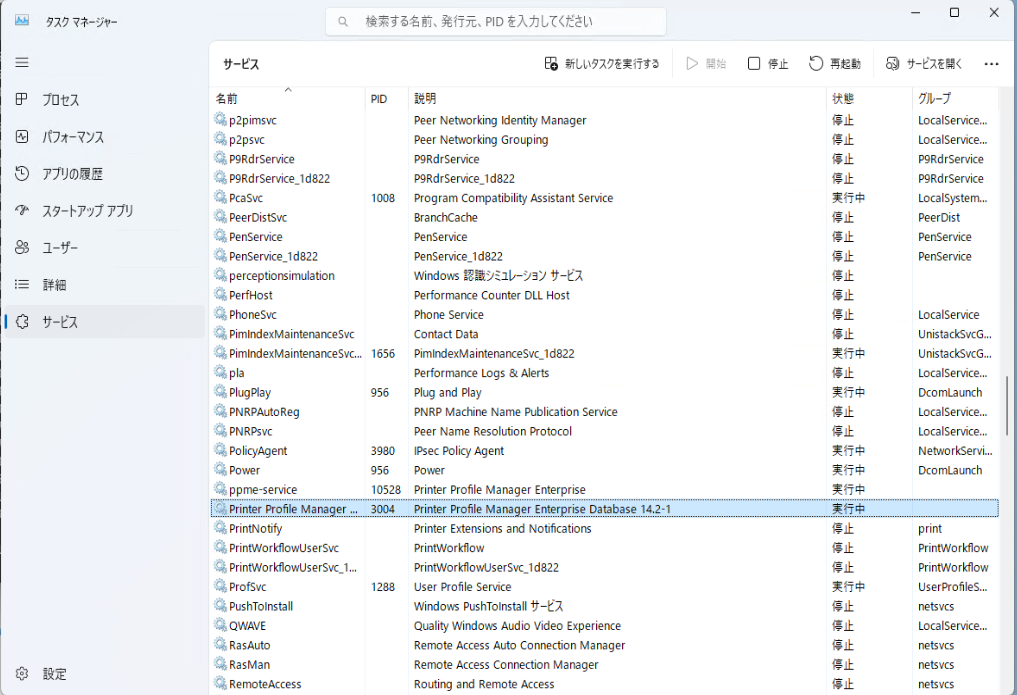 タスク マネージャー
検索する名前、発行元、PID を入力してください
サービス
新しいタスクを実行する
開始
停止
再起動
サービスを開く
プロセス
パフォーマンス
アプリの履歴
スタートアップ アプリ
ユーザー
詳細
サービス
設定
名前 PID 説明 状態 グループ
p2pimsvc Peer Networking Identity Manager 停止 LocalService...
p2psvc Peer Networking Grouping 停止 LocalService...
P9RdrService P9RdrService 停止 P9RdrService
P9RdrService_1d822 P9RdrService_1d822 停止 P9RdrService
PcaSvc 1008 Program Compatibility Assistant Service 実行中 LocalSystem...
PeerDistSvc BranchCache 停止 PeerDist
PenService PenService 停止 PenService
PenService_1d822 PenService_1d822 停止 PenService
perceptionsimulation Windows 認識シミュレーション サービス 停止
PerfHost Performance Counter DLL Host 停止
PhoneSvc Phone Service 停止 LocalService
PimIndexMaintenanceSvc Contact Data 停止 UnistackSvcG...
PimIndexMaintenanceSvc... 1656 PimIndexMaintenanceSvc_1d822 実行中 UnistackSvcG...
pla Performance Logs & Alerts 停止 LocalService...
PlugPlay 956 Plug and Play 実行中 DcomLaunch
PNRPAutoReg PNRP Machine Name Publication Service 停止 LocalService...
PNRPsvc Peer Name Resolution Protocol 停止 LocalService...
PolicyAgent 3980 IPsec Policy Agent 実行中 NetworkServi...
Power 956 Power 実行中 DcomLaunch
ppme-service 10528 Printer Profile Manager Enterprise 実行中
Printer Profile Manager ... 3004 Printer Profile Manager Enterprise Database 14.2-1 実行中
PrintNotify Printer Extensions and Notifications 停止 print
PrintWorkflowUserSvc PrintWorkflow 停止 PrintWorkflow
PrintWorkflowUserSvc_1... PrintWorkflowUserSvc_1d822 停止 PrintWorkflow
ProfSvc 1288 User Profile Service 実行中 UserProfileS...
PushToInstall Windows PushToInstall サービス 停止 netsvcs
QWAVE Quality Windows Audio Video Experience 停止 LocalService...
RasAuto Remote Access Auto Connection Manager 停止 netsvcs
RasMan Remote Access Connection Manager 停止 netsvcs
RemoteAccess Routing and Remote Access 停止 netsvcs